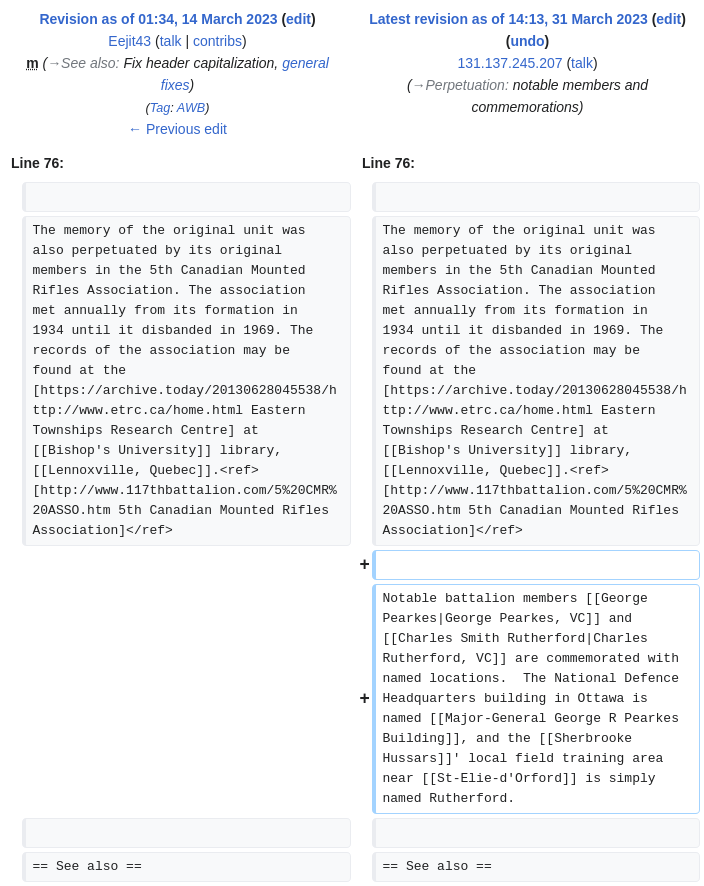 Revision as of 01:34, 14 March 2023 (edit)
Eejit43 (talk | contribs)
m (→See also: Fix header capitalization, general
fixes)
(Tag: AWB)
← Previous edit
Latest revision as of 14:13, 31 March 2023 (edit)
(undo)
131.137.245.207 (talk)
(→Perpetuation: notable members and
commemorations)
Line 76:
Line 76:
The memory of the original unit was
also perpetuated by its original
members in the 5th Canadian Mounted
Rifles Association. The association
met annually from its formation in
1934 until it disbanded in 1969. The
records of the association may be
found at the
[https://archive.today/20130628045538/h
ttp://www.etrc.ca/home.html Eastern
Townships Research Centre] at
[[Bishop's University]] library,
[[Lennoxville, Quebec]].<ref>
[http://www.117thbattalion.com/5%20CMR%
20ASSO.htm 5th Canadian Mounted Rifles
Association]</ref>
The memory of the original unit was
also perpetuated by its original
members in the 5th Canadian Mounted
Rifles Association. The association
met annually from its formation in
1934 until it disbanded in 1969. The
records of the association may be
found at the
[https://archive.today/20130628045538/h
ttp://www.etrc.ca/home.html Eastern
Townships Research Centre] at
[[Bishop's University]] library,
[[Lennoxville, Quebec]].<ref>
[http://www.117thbattalion.com/5%20CMR%
20ASSO.htm 5th Canadian Mounted Rifles
Association]</ref>
+
+
Notable battalion members [[George
Pearkes|George Pearkes, VC]] and
[[Charles Smith Rutherford|Charles
Rutherford, VC]] are commemorated with
named locations.  The National Defence
Headquarters building in Ottawa is
named [[Major-General George R Pearkes
Building]], and the [[Sherbrooke
Hussars]]' local field training area
near [[St-Elie-d'Orford]] is simply
named Rutherford.
== See also ==
== See also ==